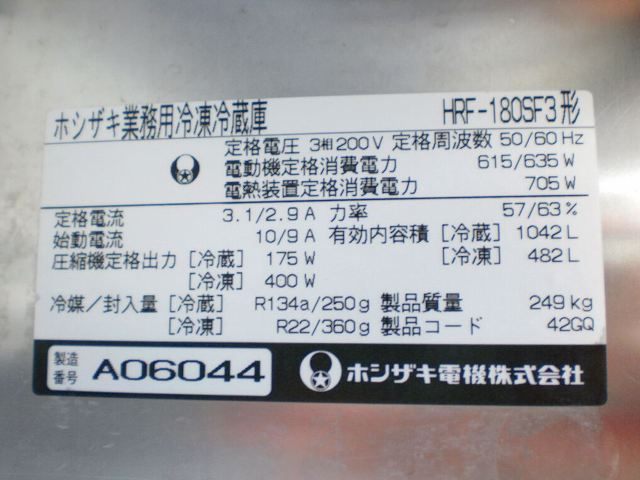 ホシザキ業務用冷凍冷蔵庫 HRF-180SF3形
定格電圧 3相200V 定格周波数 50/60 Hz
電動機定格消費電力 615/635 W
電熱装置定格消費電力 705 W
定格電流 3.1/2.9 A 力率 57/63 %
始動電流 10/9 A 有効内容積 [冷蔵] 1042 L
圧縮機定格出力 [冷蔵] 175 W [冷凍] 482 L
[冷凍] 400 W
冷媒/封入量 [冷蔵] R134a/250g 製品質量 249 kg
[冷凍] R22/360g 製品コード 42GQ
製造番号 A06044 ホシザキ電機株式会社